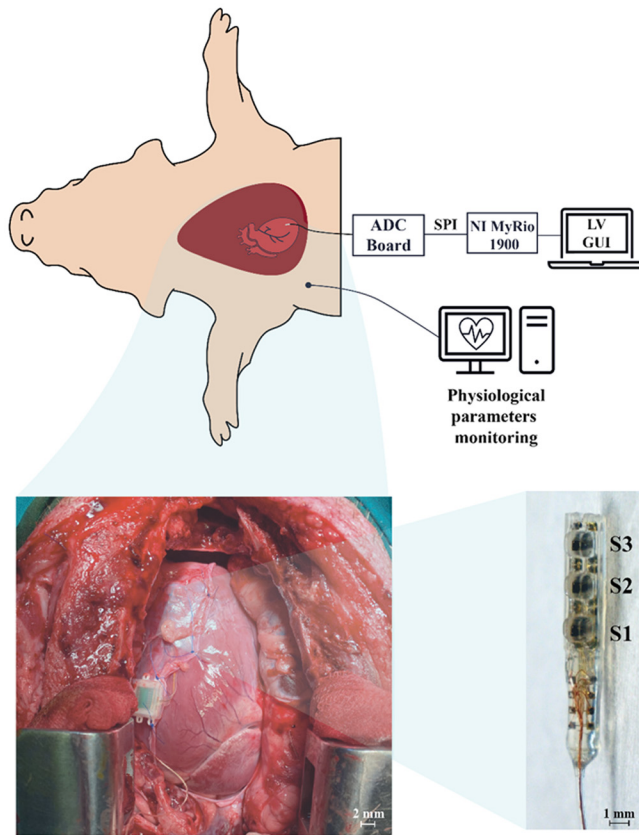 ADC
Board
SPI
NI MyRio
1900
LV
GUI
Physiological
parameters
monitoring
S3
S2
S1
2 mm
1 mm